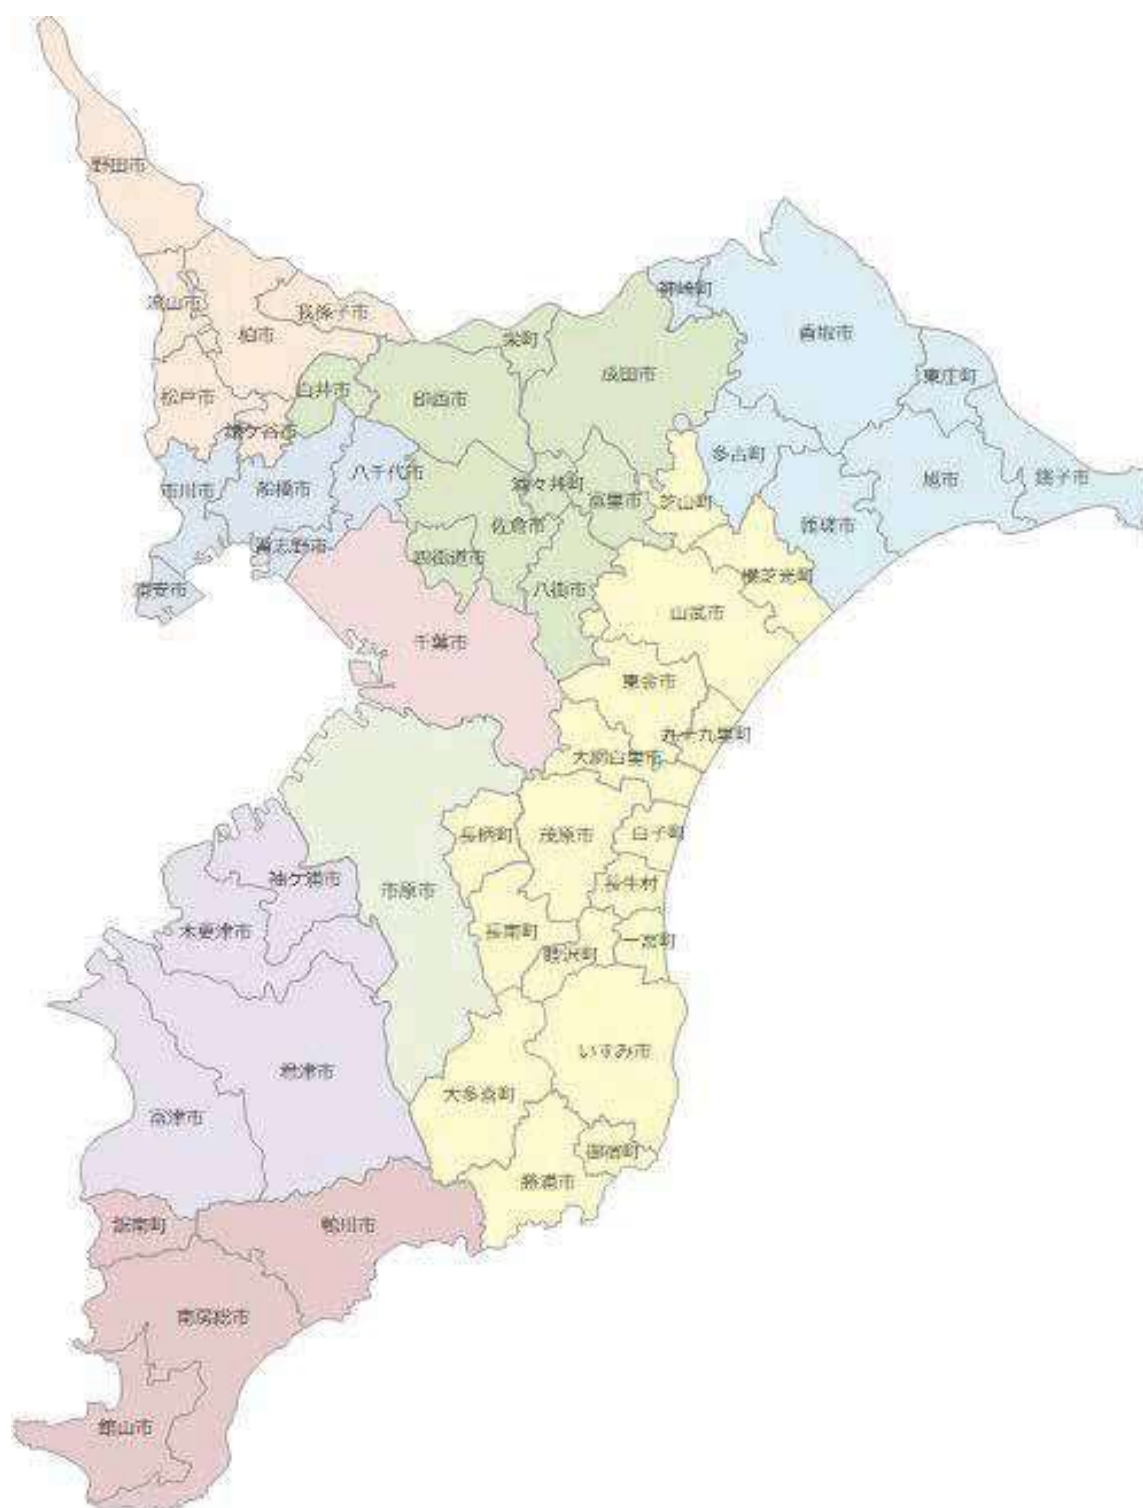 野田市
流山市
柏市
我孫子市
松戸市
鎌ケ谷市
白井市
印西市
栄町
成田市
神崎町
香取市
東庄町
市川市
船橋市
八千代市
酒々井町
富里市
芝山町
多古町
匝瑳市
旭市
銚子市
浦安市
習志野市
四街道市
佐倉市
八街市
山武市
横芝光町
千葉市
東金市
九十九里町
大網白里市
長柄町
茂原市
白子町
袖ケ浦市
市原市
長生村
木更津市
長南町
睦沢町
一宮町
いすみ市
君津市
大多喜町
富津市
御宿町
勝浦市
鋸南町
鴨川市
南房総市
館山市